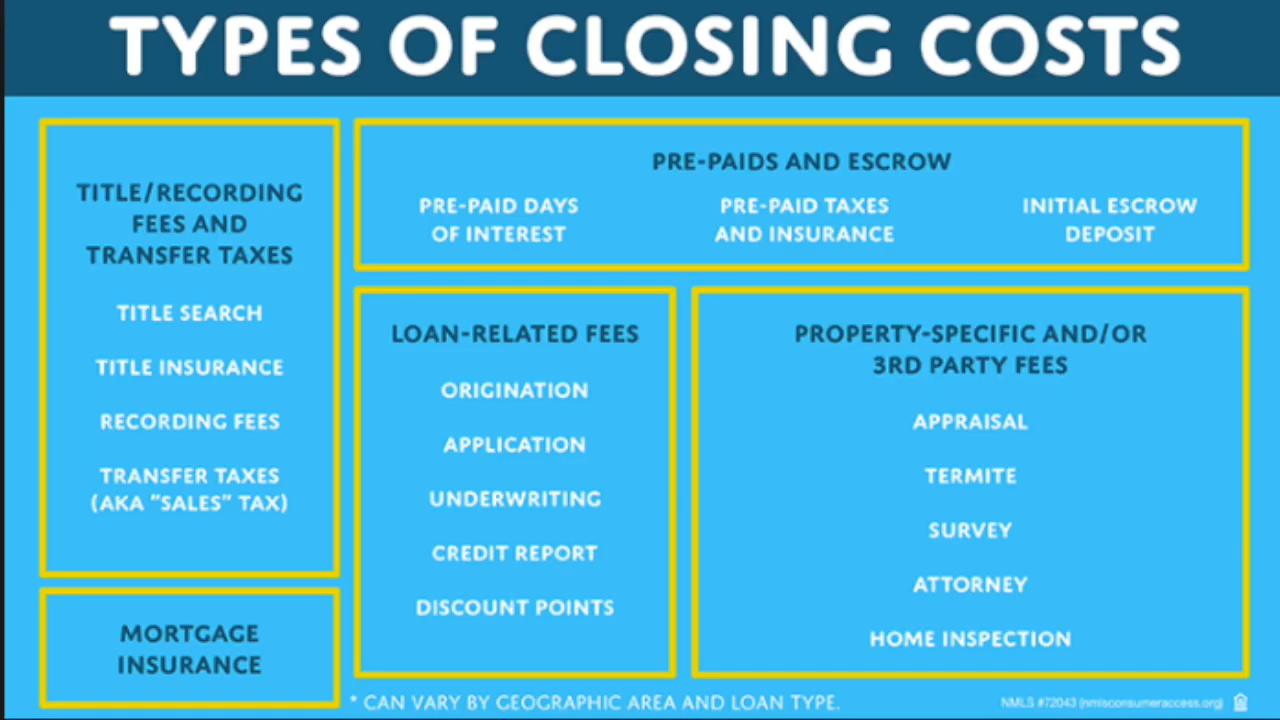 TYPES OF CLOSING COSTS
TITLE/RECORDING
FEES AND
TRANSFER TAXES
TITLE SEARCH
TITLE INSURANCE
RECORDING FEES
TRANSFER TAXES
(AKA "SALES" TAX)
MORTGAGE
INSURANCE
PRE-PAIDS AND ESCROW
PRE-PAID DAYS
OF INTEREST
PRE-PAID TAXES
AND INSURANCE
INITIAL ESCROW
DEPOSIT
LOAN-RELATED FEES
ORIGINATION
APPLICATION
UNDERWRITING
CREDIT REPORT
DISCOUNT POINTS
PROPERTY-SPECIFIC AND/OR
3RD PARTY FEES
APPRAISAL
TERMITE
SURVEY
ATTORNEY
HOME INSPECTION
* CAN VARY BY GEOGRAPHIC AREA AND LOAN TYPE.
NMLS #72043 (nmlsconsumeraccess.org)